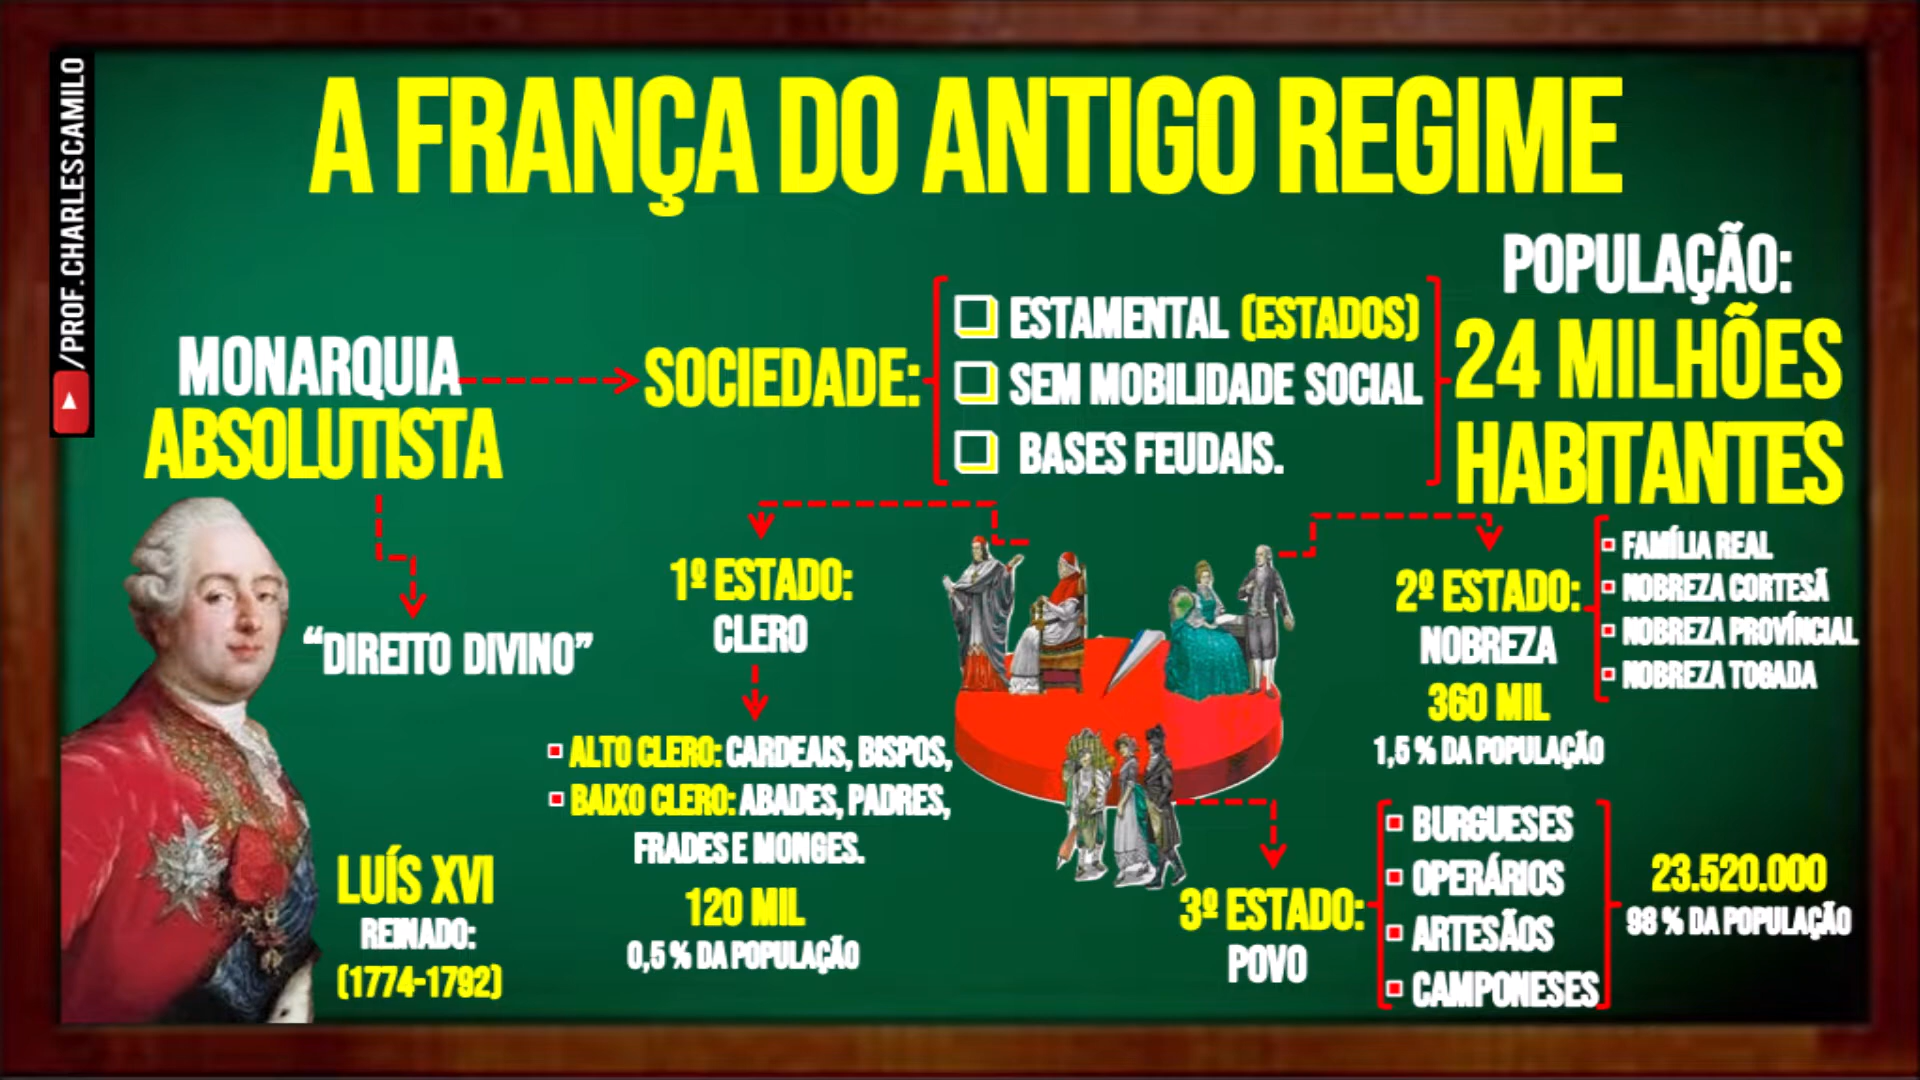 A FRANÇA DO ANTIGO REGIME
/PROF.CHARLESCAMILO
MONARQUIA
ABSOLUTISTA
"DIREITO DIVINO"
LUÍS XVI
REINADO:
(1774-1792)
SOCIEDADE:
ESTAMENTAL (ESTADOS)
SEM MOBILIDADE SOCIAL
BASES FEUDAIS.
POPULAÇÃO:
24 MILHÕES
HABITANTES
1º ESTADO:
CLERO
ALTO CLERO: CARDEAIS, BISPOS,
BAIXO CLERO: ABADES, PADRES,
FRADES E MONGES.
120 MIL
0,5 % DA POPULAÇÃO
2º ESTADO:
NOBREZA
360 MIL
1,5 % DA POPULAÇÃO
FAMÍLIA REAL
NOBREZA CORTESÃ
NOBREZA PROVÍNCIAL
NOBREZA TOGADA
3º ESTADO:
POVO
BURGUESES
OPERÁRIOS
ARTESÃOS
CAMPONESES
23.520.000
98 % DA POPULAÇÃO